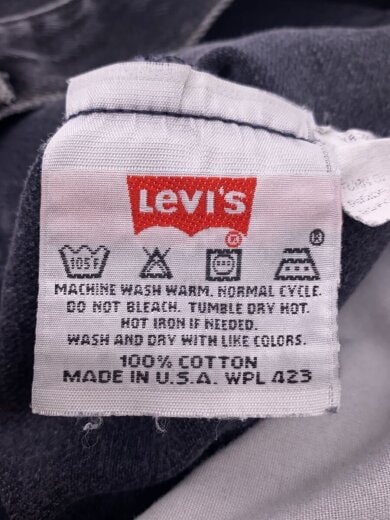 Levi's
®
105F
®
MACHINE WASH WARM. NORMAL CYCLE.
DO NOT BLEACH. TUMBLE DRY HOT.
HOT IRON IF NEEDED.
WASH AND DRY WITH LIKE COLORS.
100% COTTON
MADE IN U.S.A. WPL 423